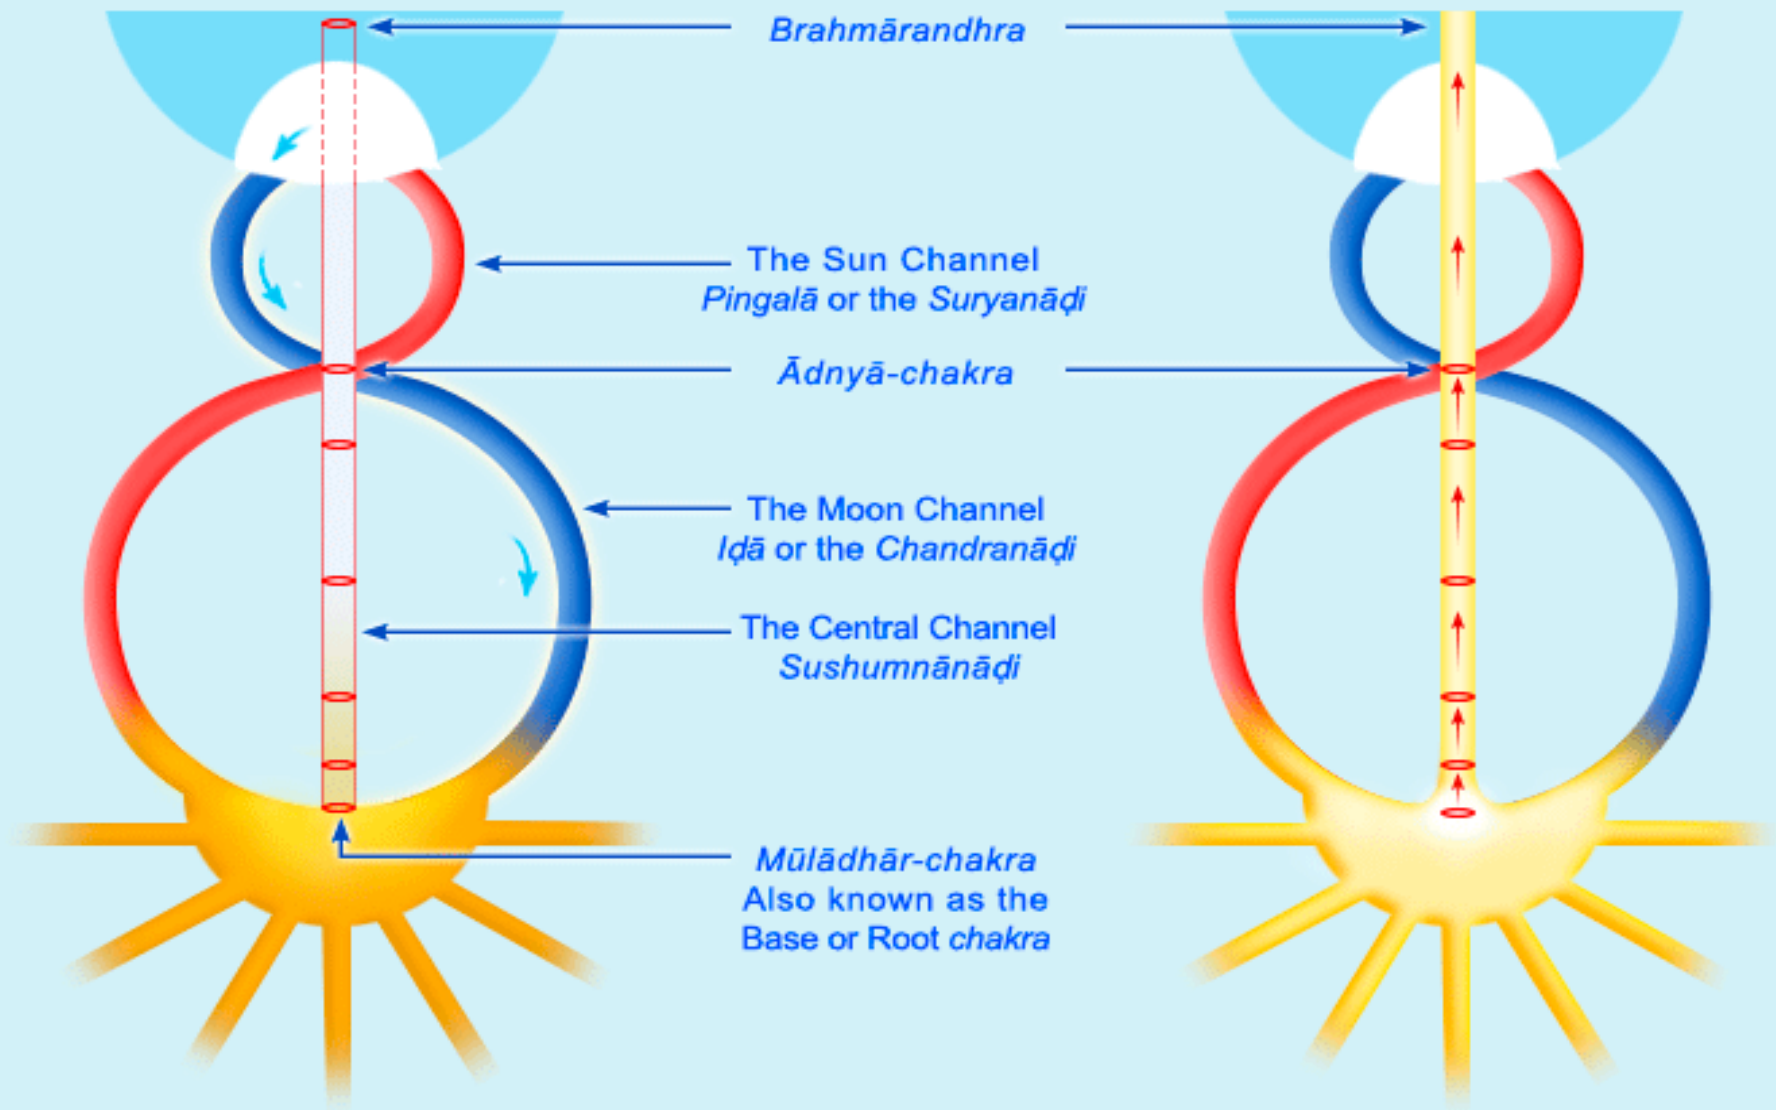 Brahmārandhra
The Sun Channel
Pingalā or the Suryanāḍi
Ādnyā-chakra
The Moon Channel
Iḍā or the Chandranāḍi
The Central Channel
Sushumnānāḍi
Mūlādhār-chakra
Also known as the
Base or Root chakra